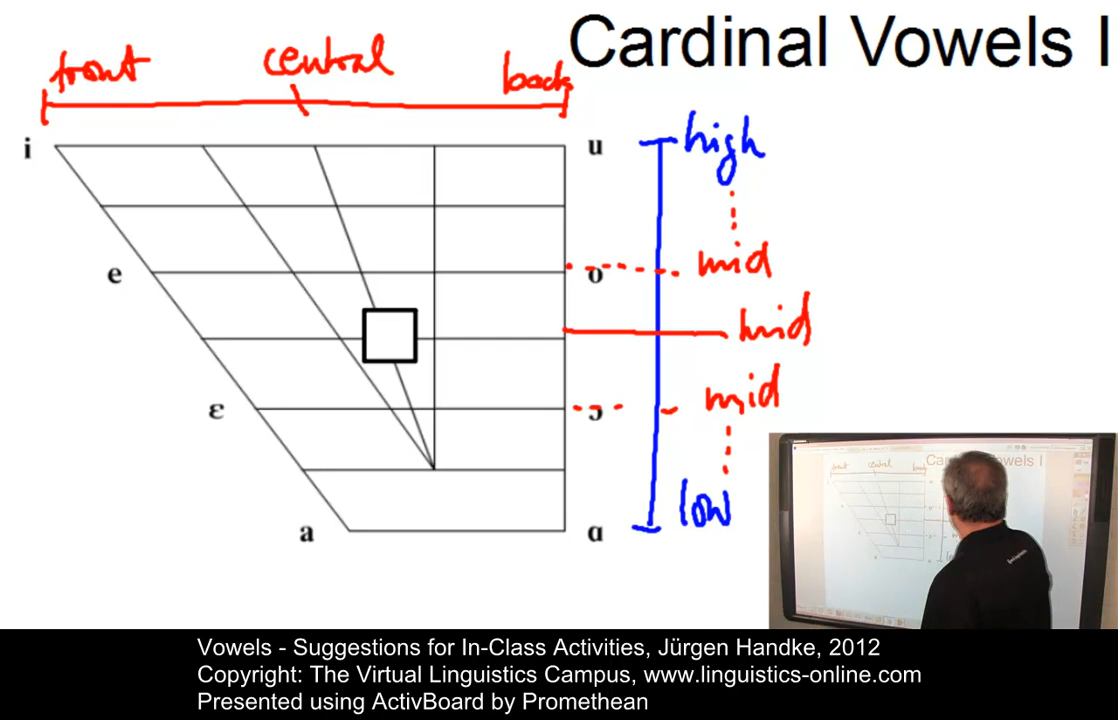 Cardinal Vowels I
front central back
i u high
e o mid
mid
ɛ ɔ mid
low
a ɑ
Vowels - Suggestions for In-Class Activities, Jürgen Handke, 2012
Copyright: The Virtual Linguistics Campus, www.linguistics-online.com
Presented using ActivBoard by Promethean